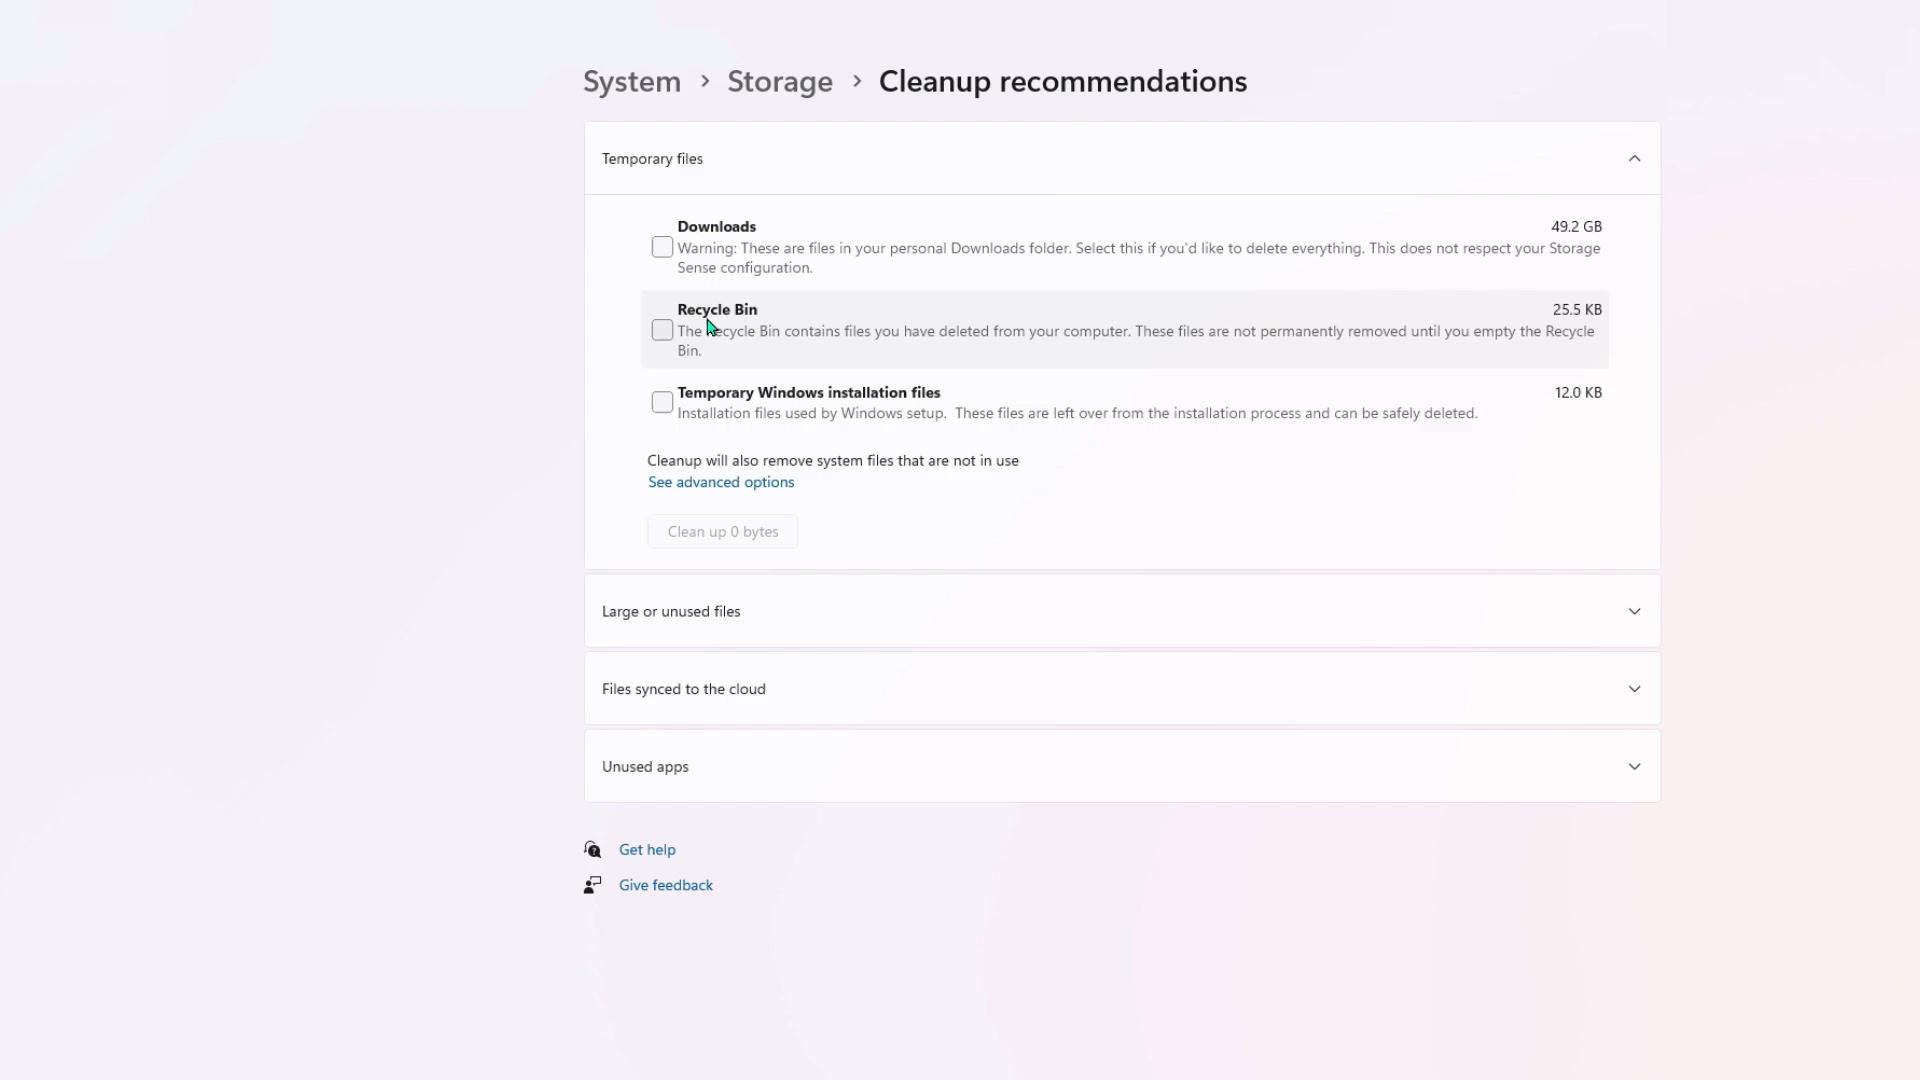 System > Storage > Cleanup recommendations
Temporary files
Downloads 49.2 GB
Warning: These are files in your personal Downloads folder. Select this if you'd like to delete everything. This does not respect your Storage
Sense configuration.
Recycle Bin 25.5 KB
The Recycle Bin contains files you have deleted from your computer. These files are not permanently removed until you empty the Recycle
Bin.
Temporary Windows installation files 12.0 KB
Installation files used by Windows setup.  These files are left over from the installation process and can be safely deleted.
Cleanup will also remove system files that are not in use
See advanced options
Clean up 0 bytes
Large or unused files
Files synced to the cloud
Unused apps
Get help
Give feedback